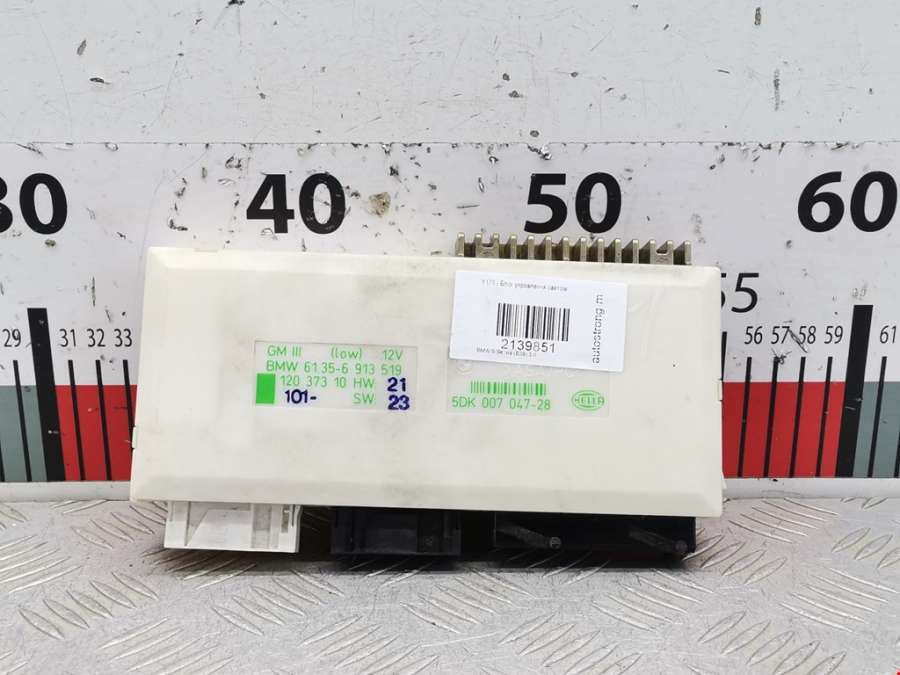 30 40 50 60
29 31 32 33 55 56 57 58 59 61
autostrong.m
2139851
GM III (low) 12V
BMW 61 35-6 913 519
120 373 10 HW: 21
101- SW: 23
5DK 007 047-28
HELLA